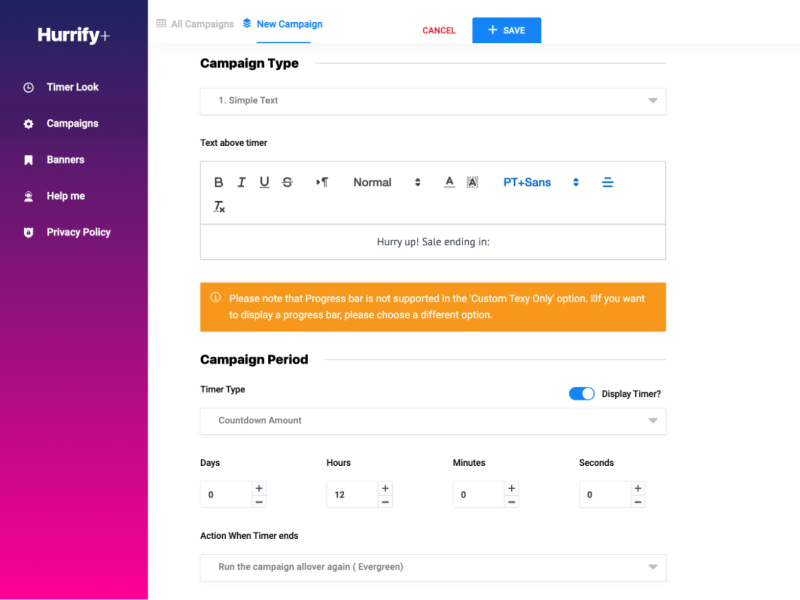 Hurrify+
All Campaigns
New Campaign
CANCEL
+ SAVE
Timer Look
Campaigns
Banners
Help me
Privacy Policy
Campaign Type
1. Simple Text
Text above timer
B I U S ¶ Normal A A PT+Sans
Tx
Hurry up! Sale ending in:
Please note that Progress bar is not supported in the 'Custom Texy Only' option. If you want
to display a progress bar, please choose a different option.
Campaign Period
Timer Type
Display Timer?
Countdown Amount
Days Hours Minutes Seconds
0 + − 12 + − 0 + − 0 + −
Action When Timer ends
Run the campaign allover again ( Evergreen)